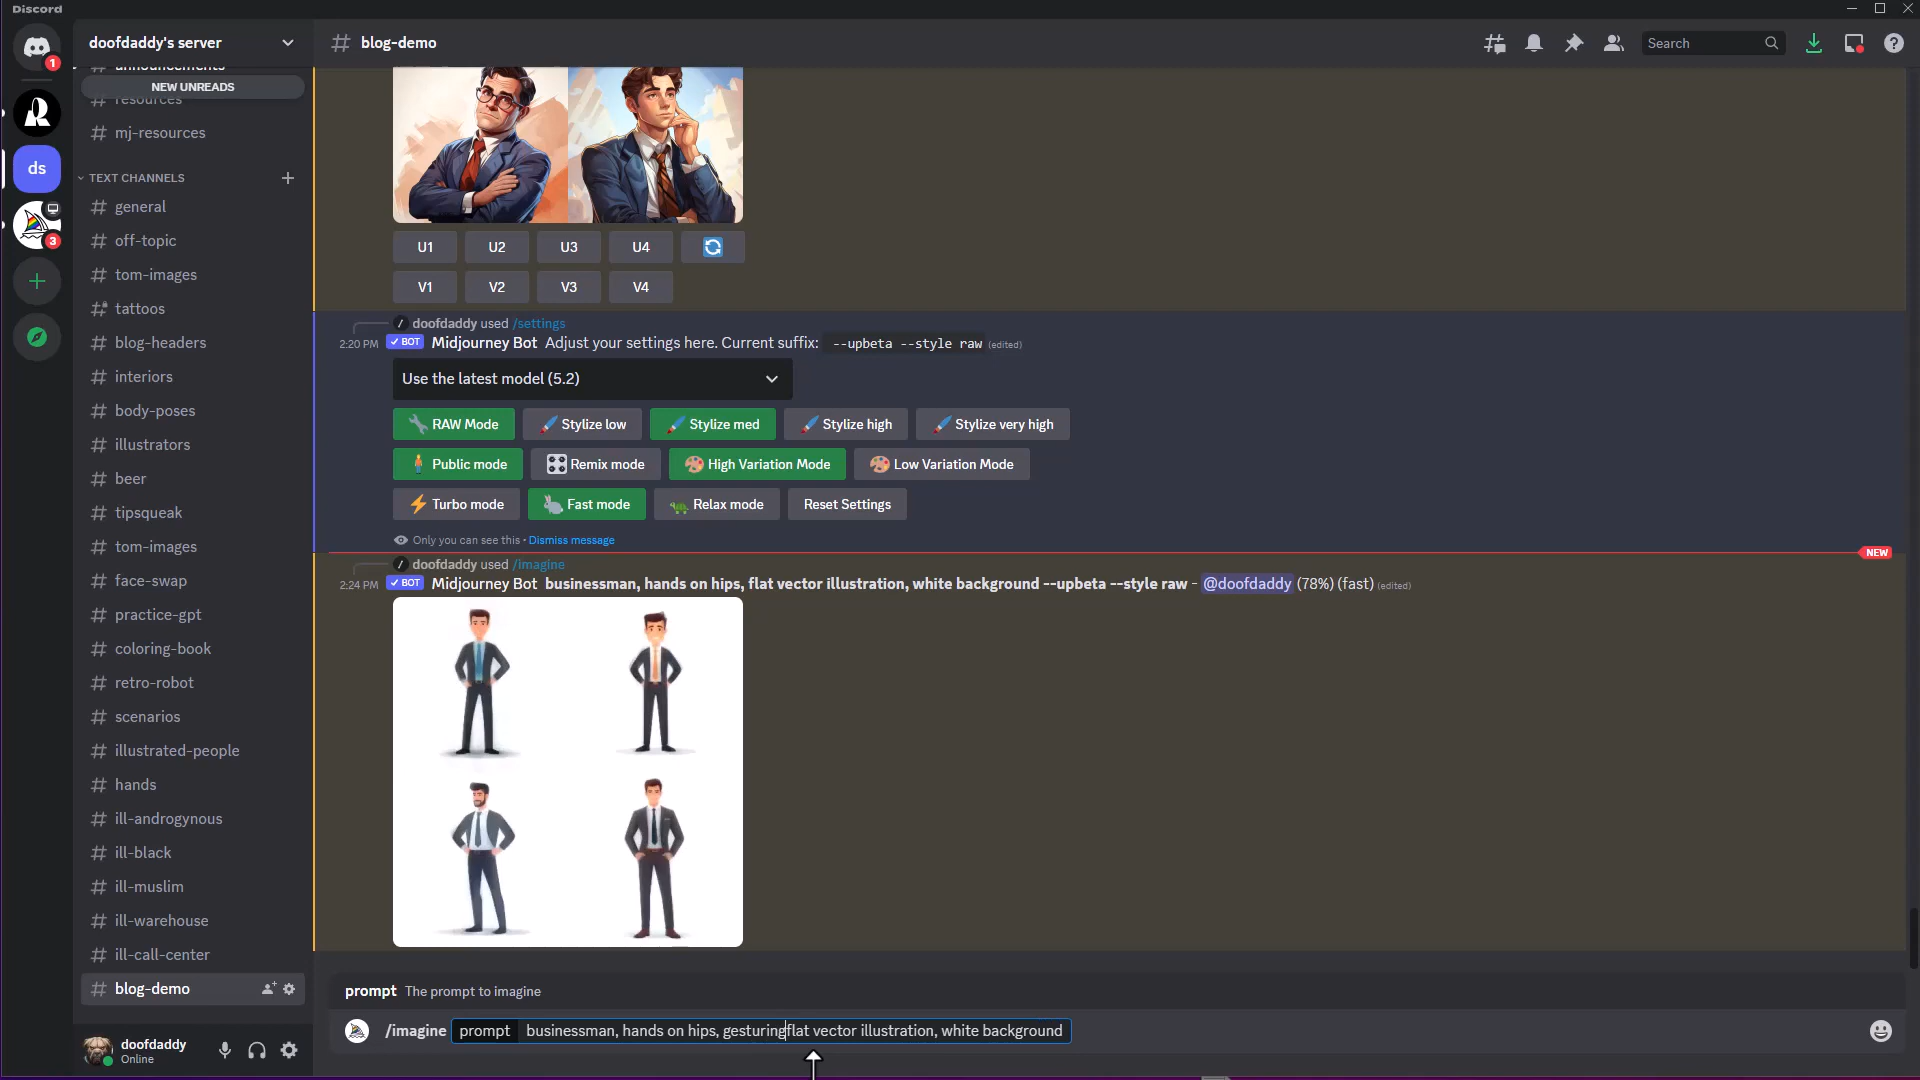 Discord
doofdaddy's server
blog-demo
Search
1
announcements
NEW UNREADS
resources
mj-resources
ds
3
TEXT CHANNELS
general
off-topic
tom-images
tattoos
blog-headers
interiors
body-poses
illustrators
beer
tipsqueak
tom-images
face-swap
practice-gpt
coloring-book
retro-robot
scenarios
illustrated-people
hands
ill-androgynous
ill-black
ill-muslim
ill-warehouse
ill-call-center
blog-demo
doofdaddy
Online
U1 U2 U3 U4
V1 V2 V3 V4
doofdaddy used /settings
2:20 PM BOT Midjourney Bot Adjust your settings here. Current suffix: --upbeta --style raw (edited)
Use the latest model (5.2)
RAW Mode Stylize low Stylize med Stylize high Stylize very high
Public mode Remix mode High Variation Mode Low Variation Mode
Turbo mode Fast mode Relax mode Reset Settings
Only you can see this • Dismiss message
NEW
doofdaddy used /imagine
2:24 PM BOT Midjourney Bot businessman, hands on hips, flat vector illustration, white background --upbeta --style raw - @doofdaddy (78%) (fast) (edited)
prompt The prompt to imagine
/imagine prompt businessman, hands on hips, gesturingflat vector illustration, white background